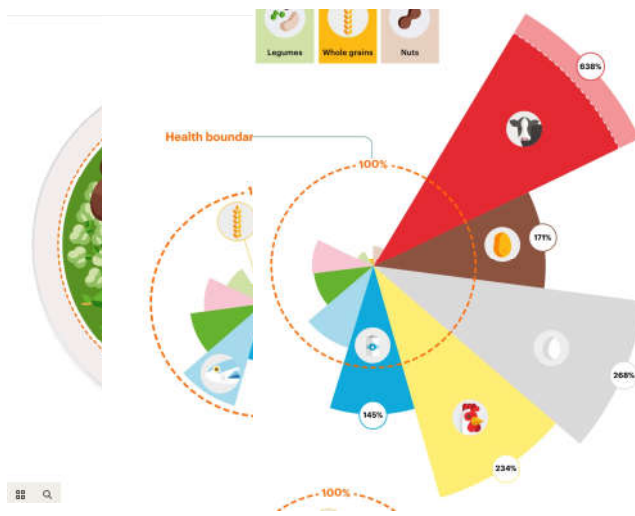 Legumes
Whole grains
Nuts
638%
Health boundar
100%
171%
268%
145%
234%
100%